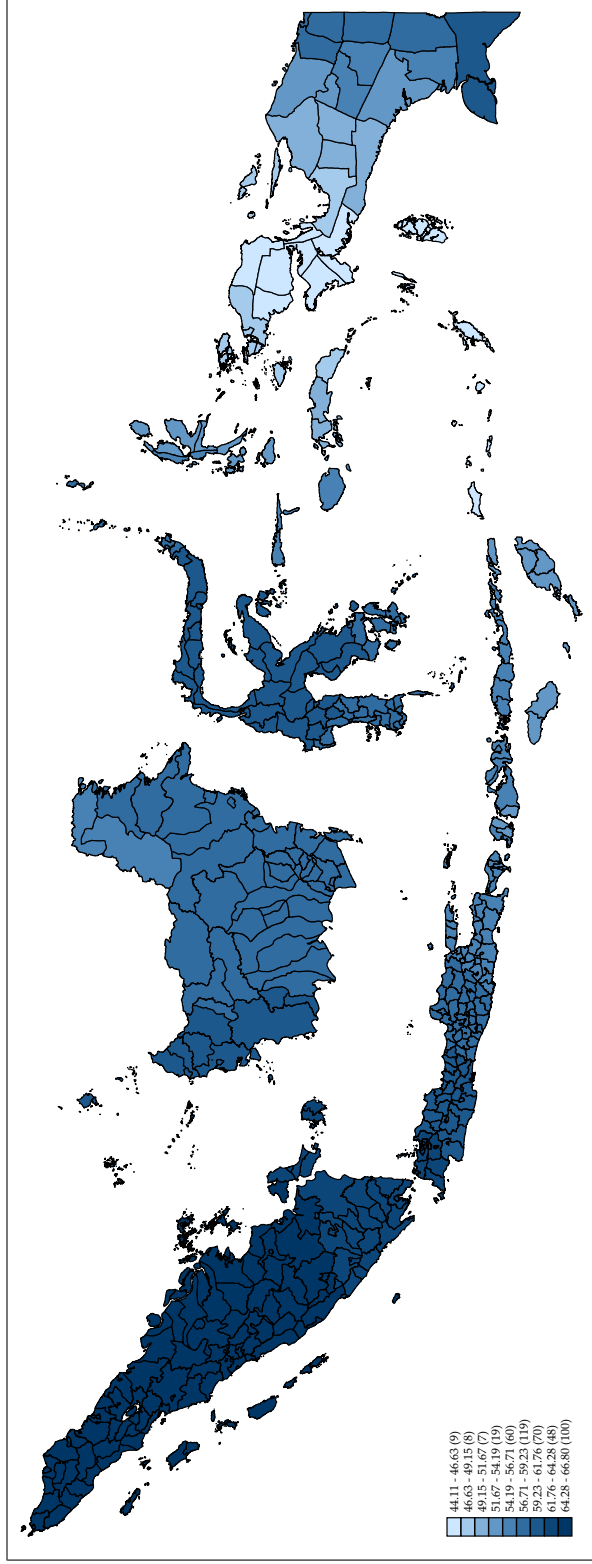 44.11 - 46.63 (9)
46.63 - 49.15 (8)
49.15 - 51.67 (7)
51.67 - 54.19 (19)
54.19 - 56.71 (60)
56.71 - 59.23 (119)
59.23 - 61.76 (70)
61.76 - 64.28 (48)
64.28 - 66.80 (100)